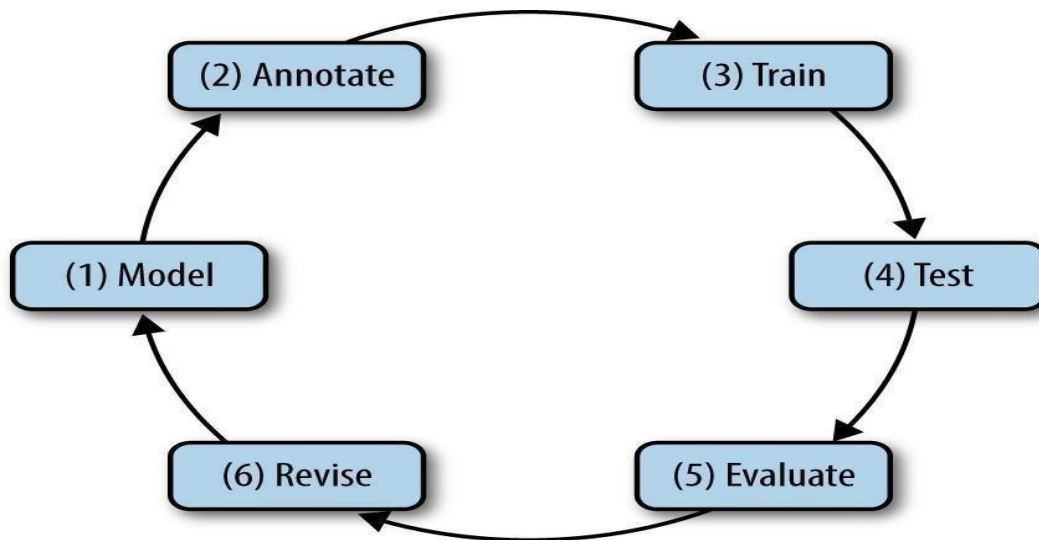 (1) Model
(2) Annotate
(3) Train
(4) Test
(5) Evaluate
(6) Revise